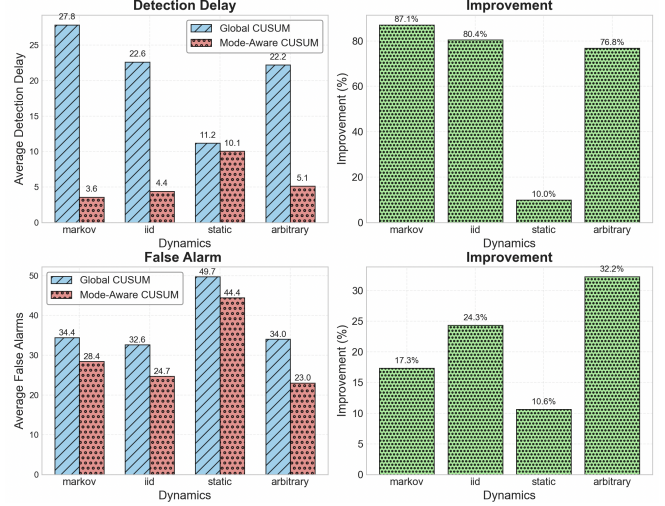 Detection Delay
Global CUSUM
Mode-Aware CUSUM
Average Detection Delay
0
5
10
15
20
25
27.8
3.6
22.6
4.4
11.2
10.1
22.2
5.1
markov
iid
static
arbitrary
Dynamics
Improvement
Improvement (%)
0
20
40
60
80
87.1%
80.4%
10.0%
76.8%
markov
iid
static
arbitrary
Dynamics
False Alarm
Global CUSUM
Mode-Aware CUSUM
Average False Alarms
0
10
20
30
40
50
34.4
28.4
32.6
24.7
49.7
44.4
34.0
23.0
markov
iid
static
arbitrary
Dynamics
Improvement
Improvement (%)
0
5
10
15
20
25
30
17.3%
24.3%
10.6%
32.2%
markov
iid
static
arbitrary
Dynamics